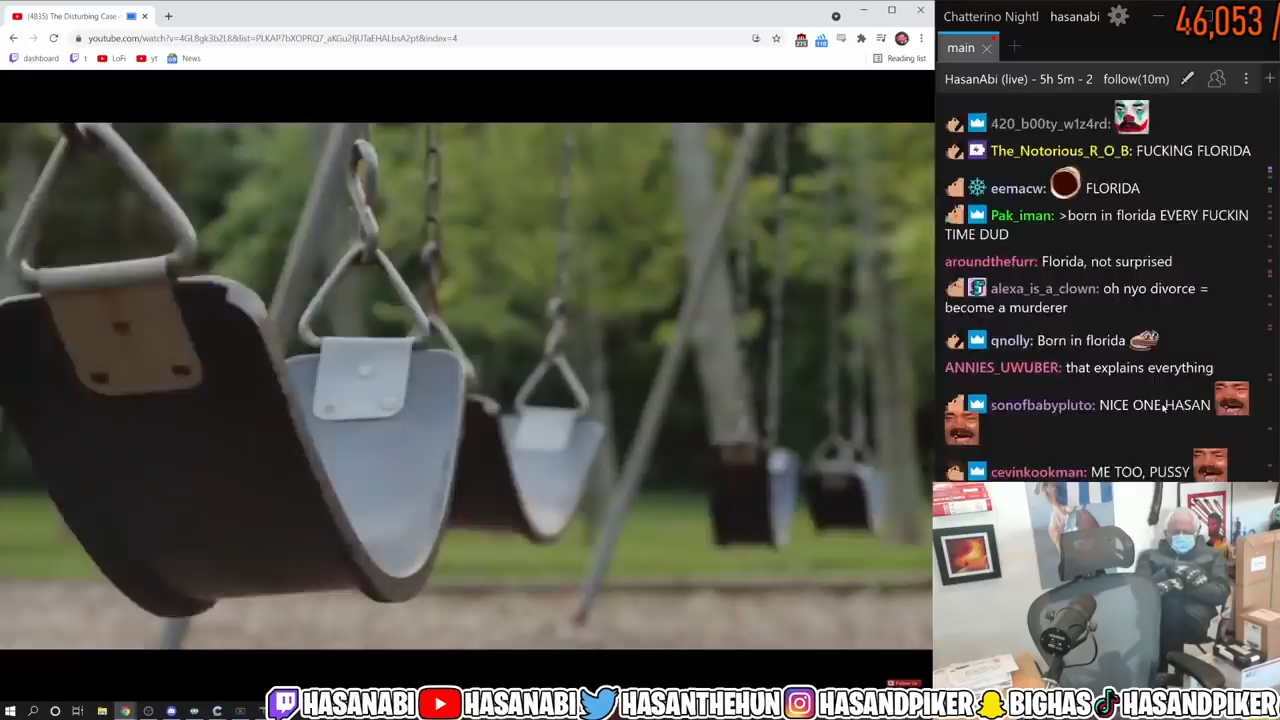 (4835) The Disturbing Case
youtube.com/watch?v=4GL8gk3b2L8&list=PLKAP7bXOPRQ7_aKGu2fjUTaEHALbsA2pt&index=4
dashboard
t
LoFi
yt
News
Reading list
Chatterino Nightl
hasanabi
46,053 /
main
HasanAbi (live) - 5h 5m - 2
follow(10m)
420_b00ty_w1z4rd:
The_Notorious_R_O_B: FUCKING FLORIDA
eemacw: FLORIDA
Pak_iman: >born in florida EVERY FUCKIN
TIME DUD
aroundthefurr: Florida, not surprised
alexa_is_a_clown: oh nyo divorce =
become a murderer
qnolly: Born in florida
ANNIES_UWUBER: that explains everything
sonofbabypluto: NICE ONE HASAN
cevinkookman: ME TOO, PUSSY
Follow Us
HASANABI
HASANABI
HASANTHEHUN
HASANDPIKER
BIGHAS
HASANDPIKER